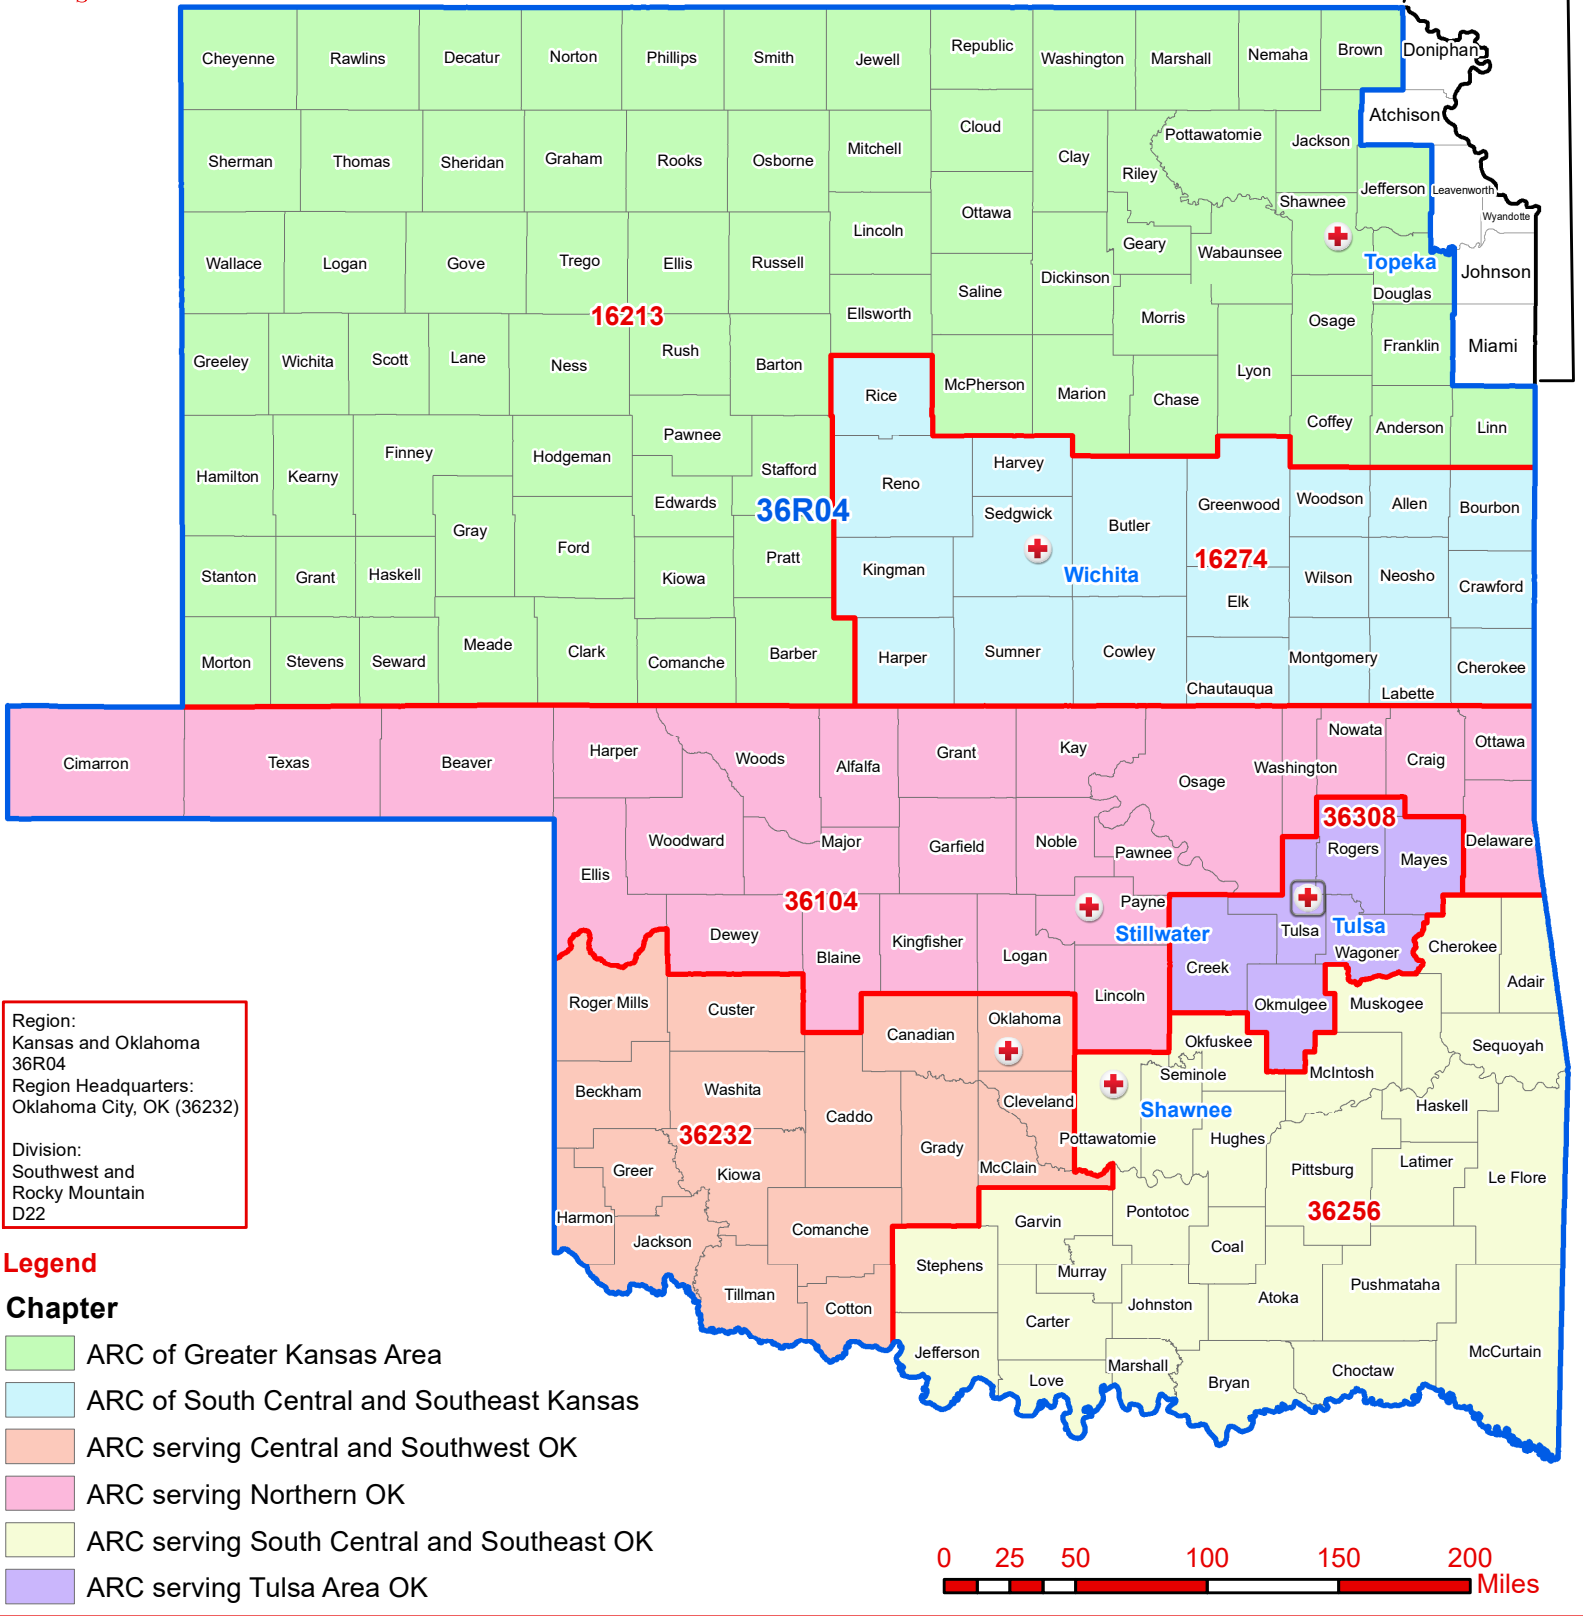 Cheyenne
Rawlins
Decatur
Norton
Phillips
Smith
Jewell
Republic
Washington
Marshall
Nemaha
Brown
Doniphan
Atchison
Sherman
Thomas
Sheridan
Graham
Rooks
Osborne
Mitchell
Cloud
Clay
Riley
Pottawatomie
Jackson
Jefferson
Leavenworth
Wyandotte
Shawnee
Lincoln
Ottawa
Geary
Wabaunsee
Topeka
Johnson
Wallace
Logan
Gove
Trego
Ellis
Russell
Dickinson
Saline
Douglas
16213
Ellsworth
Morris
Osage
Franklin
Miami
Greeley
Wichita
Scott
Lane
Ness
Rush
Barton
Rice
McPherson
Marion
Chase
Lyon
Coffey
Anderson
Linn
Pawnee
Finney
Hodgeman
Hamilton
Kearny
Stafford
Edwards
Reno
Harvey
Sedgwick
Butler
Greenwood
Woodson
Allen
Bourbon
36R04
Gray
Ford
Pratt
Kingman
Wichita
16274
Stanton
Grant
Haskell
Kiowa
Elk
Wilson
Neosho
Crawford
Morton
Stevens
Seward
Meade
Clark
Comanche
Barber
Harper
Sumner
Cowley
Chautauqua
Montgomery
Labette
Cherokee
Cimarron
Texas
Beaver
Harper
Woods
Alfalfa
Grant
Kay
Osage
Washington
Nowata
Craig
Ottawa
36308
Ellis
Woodward
Major
Garfield
Noble
Pawnee
Rogers
Mayes
Delaware
36104
Payne
Stillwater
Dewey
Blaine
Kingfisher
Logan
Lincoln
Creek
Tulsa
Tulsa
Wagoner
Okmulgee
Cherokee
Adair
Muskogee
Roger Mills
Custer
Canadian
Oklahoma
Okfuskee
Seminole
McIntosh
Sequoyah
Beckham
Washita
Caddo
Cleveland
Shawnee
Haskell
36232
Grady
McClain
Pottawatomie
Hughes
Pittsburg
Latimer
Le Flore
Greer
Kiowa
36256
Harmon
Jackson
Comanche
Garvin
Pontotoc
Coal
Stephens
Murray
Tillman
Cotton
Carter
Johnston
Atoka
Pushmataha
Jefferson
Love
Marshall
Bryan
Choctaw
McCurtain
Region:
Kansas and Oklahoma
36R04
Region Headquarters:
Oklahoma City, OK (36232)
Division:
Southwest and
Rocky Mountain
D22
Legend
Chapter
ARC of Greater Kansas Area
ARC of South Central and Southeast Kansas
ARC serving Central and Southwest OK
ARC serving Northern OK
ARC serving South Central and Southeast OK
ARC serving Tulsa Area OK
0 25 50 100 150 200
Miles